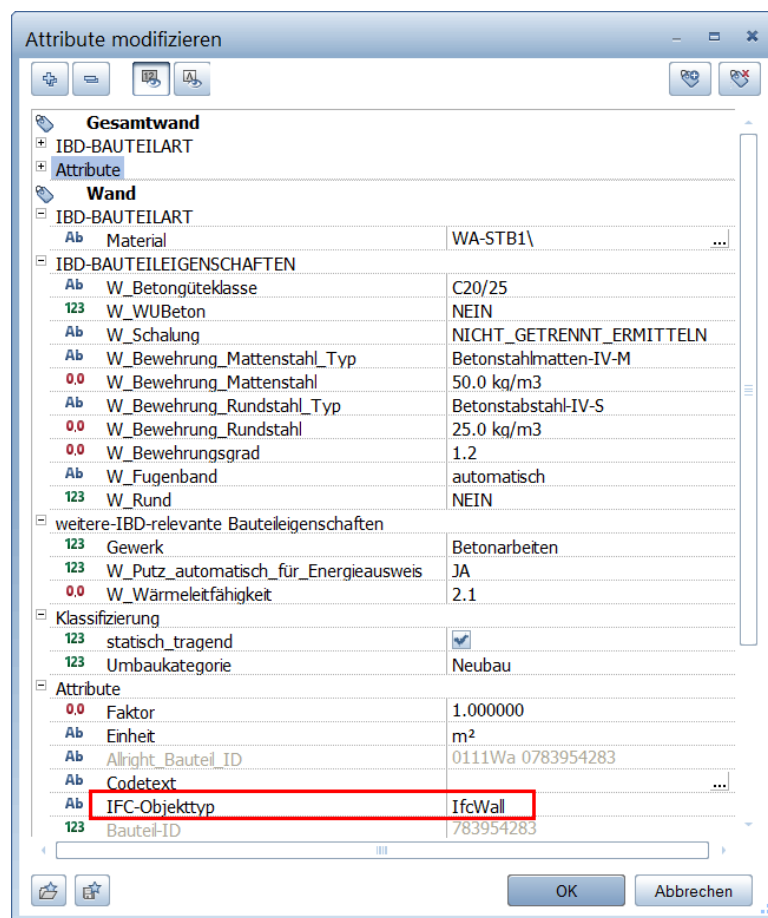 Attribute modifizieren
Gesamtwand
IBD-BAUTEILART
Attribute
Wand
IBD-BAUTEILART
Ab Material WA-STB1\ ...
IBD-BAUTEILEIGENSCHAFTEN
Ab W_Betongüteklasse C20/25
123 W_WUBeton NEIN
Ab W_Schalung NICHT_GETRENNT_ERMITTELN
Ab W_Bewehrung_Mattenstahl_Typ Betonstahlmatten-IV-M
0,0 W_Bewehrung_Mattenstahl 50.0 kg/m3
Ab W_Bewehrung_Rundstahl_Typ Betonstabstahl-IV-S
0,0 W_Bewehrung_Rundstahl 25.0 kg/m3
0,0 W_Bewehrungsgrad 1.2
Ab W_Fugenband automatisch
123 W_Rund NEIN
weitere-IBD-relevante Bauteileigenschaften
123 Gewerk Betonarbeiten
123 W_Putz_automatisch_für_Energieausweis JA
0,0 W_Wärmeleitfähigkeit 2.1
Klassifizierung
123 statisch_tragend
123 Umbaukategorie Neubau
Attribute
0,0 Faktor 1.000000
Ab Einheit m²
Ab Allright_Bauteil_ID 0111Wa 0783954283
Ab Codetext ...
Ab IFC-Objekttyp IfcWall
123 Bauteil-ID 783954283
OK Abbrechen